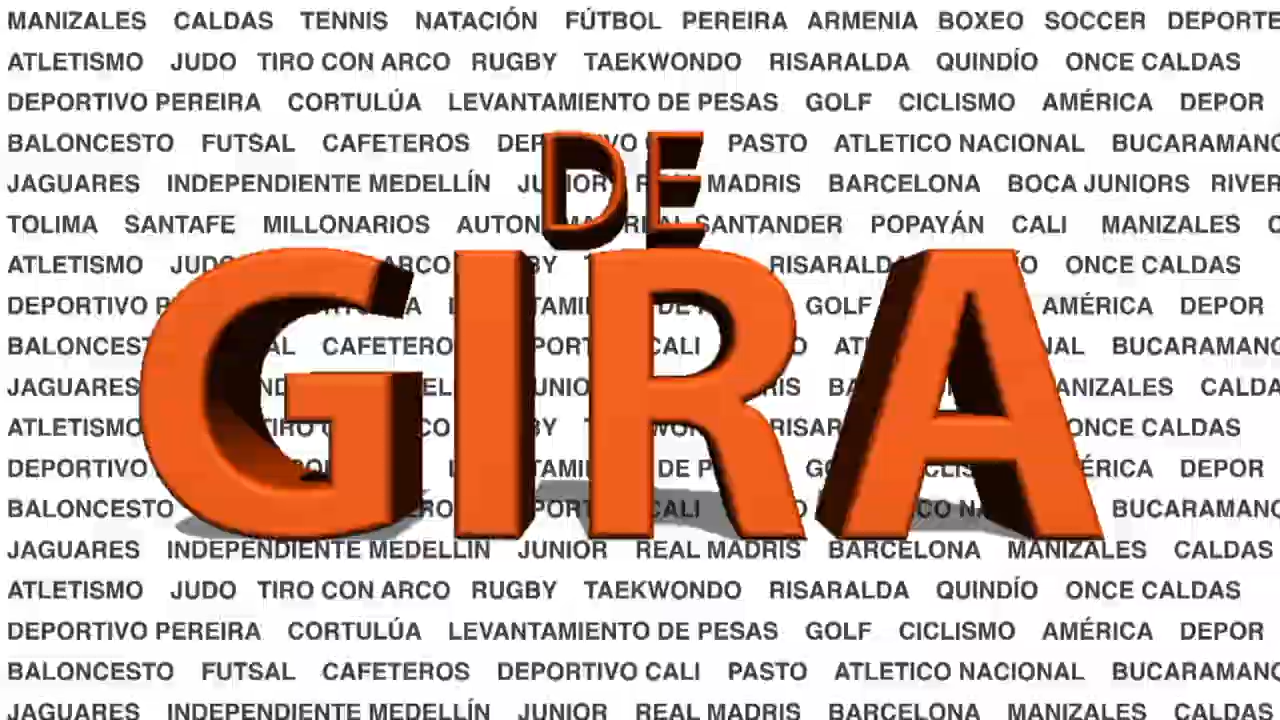 MANIZALES CALDAS TENNIS NATACIÓN FÚTBOL PEREIRA ARMENIA BOXEO SOCCER DEPORTE
ATLETISMO JUDO TIRO CON ARCO RUGBY TAEKWONDO RISARALDA QUINDÍO ONCE CALDAS
DEPORTIVO PEREIRA CORTULÚA LEVANTAMIENTO DE PESAS GOLF CICLISMO AMÉRICA DEPOR
BALONCESTO FUTSAL CAFETEROS PASTO ATLETICO NACIONAL BUCARAMANG
DE
JAGUARES INDEPENDIENTE MEDELLÍN MADRIS BARCELONA BOCA JUNIORS RIVER
TOLIMA SANTAFE MILLONARIOS SANTANDER POPAYÁN CALI MANIZALES
ATLETISMO RISARALDA ONCE CALDAS
GIRA
DEPORTIVO GOLF AMÉRICA DEPOR
BALONCESTO CAFETEROS CALI BUCARAMANG
JAGUARES MANIZALES CALDA
ATLETISMO ONCE CALDAS
DEPORTIVO DEPOR
BALONCESTO CALI BUCARAMANG
JAGUARES INDEPENDIENTE MEDELLÍN JUNIOR REAL MADRIS BARCELONA MANIZALES CALDAS
ATLETISMO JUDO TIRO CON ARCO RUGBY TAEKWONDO RISARALDA QUINDÍO ONCE CALDAS
DEPORTIVO PEREIRA CORTULÚA LEVANTAMIENTO DE PESAS GOLF CICLISMO AMÉRICA DEPOR
BALONCESTO FUTSAL CAFETEROS DEPORTIVO CALI PASTO ATLETICO NACIONAL BUCARAMANG
JAGUARES INDEPENDIENTE MEDELLÍN JUNIOR REAL MADRIS BARCELONA MANIZALES CALDAS